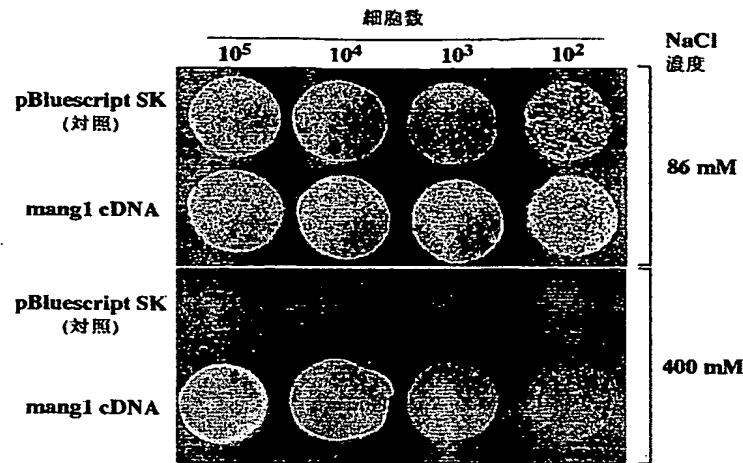 細胞数
10⁵ 10⁴ 10³ 10²
NaCl
濃度
pBluescript SK
(対照)
mang1 cDNA
86 mM
pBluescript SK
(対照)
mang1 cDNA
400 mM